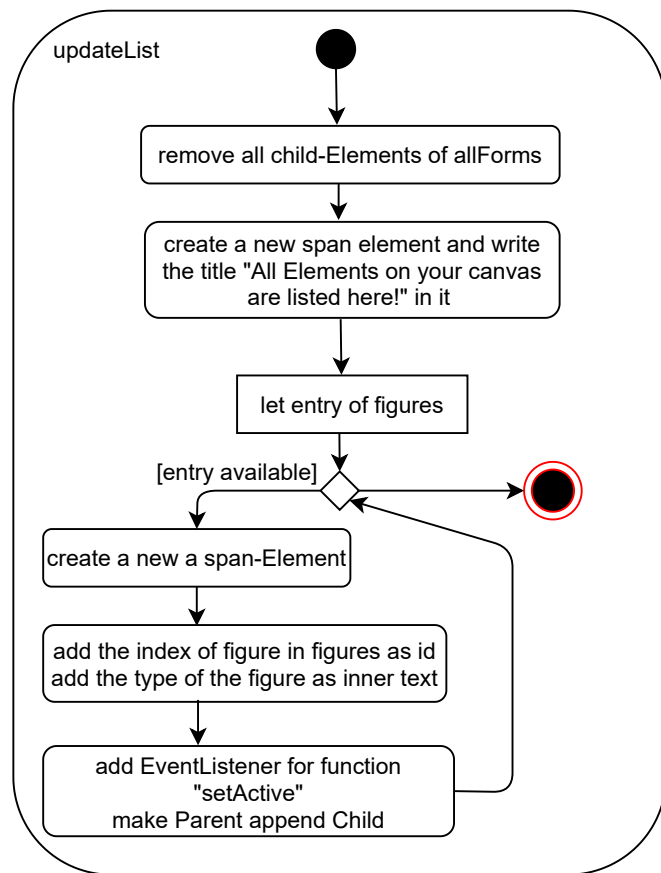 updateList
remove all child-Elements of allForms
create a new span element and write
the title "All Elements on your canvas
are listed here!" in it
let entry of figures
[entry available]
create a new a span-Element
add the index of figure in figures as id
add the type of the figure as inner text
add EventListener for function
"setActive"
make Parent append Child